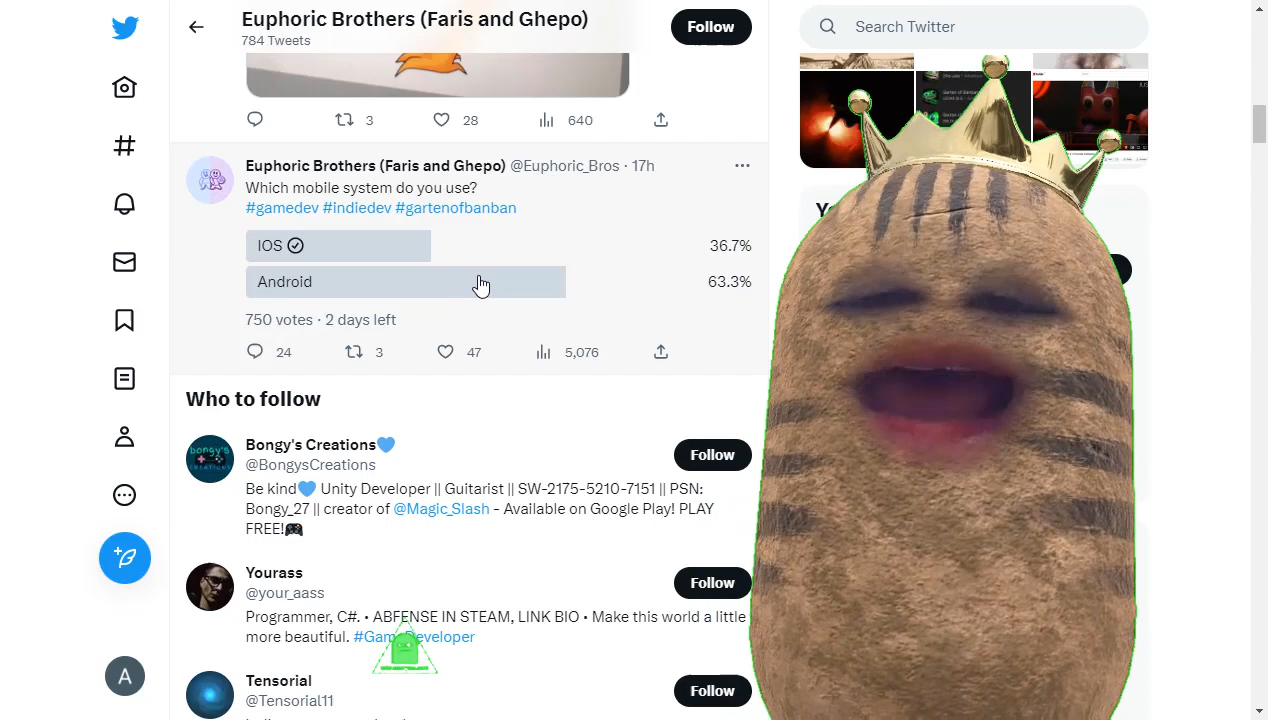 Euphoric Brothers (Faris and Ghepo)
784 Tweets
Follow
Search Twitter
3
28
640
Euphoric Brothers (Faris and Ghepo) @Euphoric_Bros · 17h
Which mobile system do you use?
#gamedev #indiedev #gartenofbanban
IOS
36.7%
Android
63.3%
750 votes · 2 days left
24
3
47
5,076
Who to follow
Bongy's Creations💙
@BongysCreations
Follow
Be kind💙 Unity Developer || Guitarist || SW-2175-5210-7151 || PSN:
Bongy_27 || creator of @Magic_Slash - Available on Google Play! PLAY
FREE!🎮
Yourass
@your_aass
Follow
Programmer, C#. • ABFENSE IN STEAM, LINK BIO • Make this world a little
more beautiful. #GameDeveloper
Tensorial
@Tensorial11
Follow
A